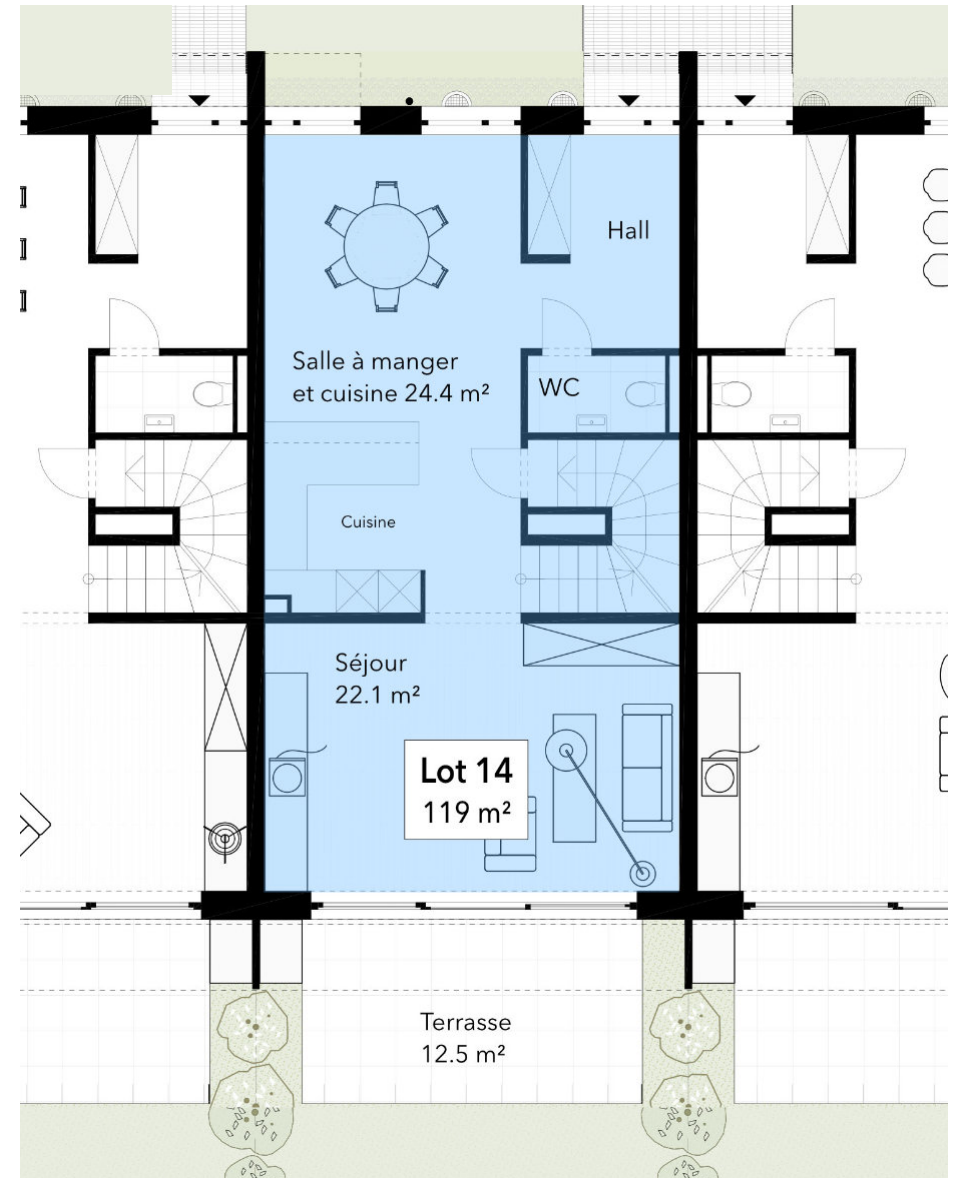 Hall
Salle à manger
et cuisine 24.4 m²
WC
Cuisine
Séjour
22.1 m²
Lot 14
119 m²
Terrasse
12.5 m²